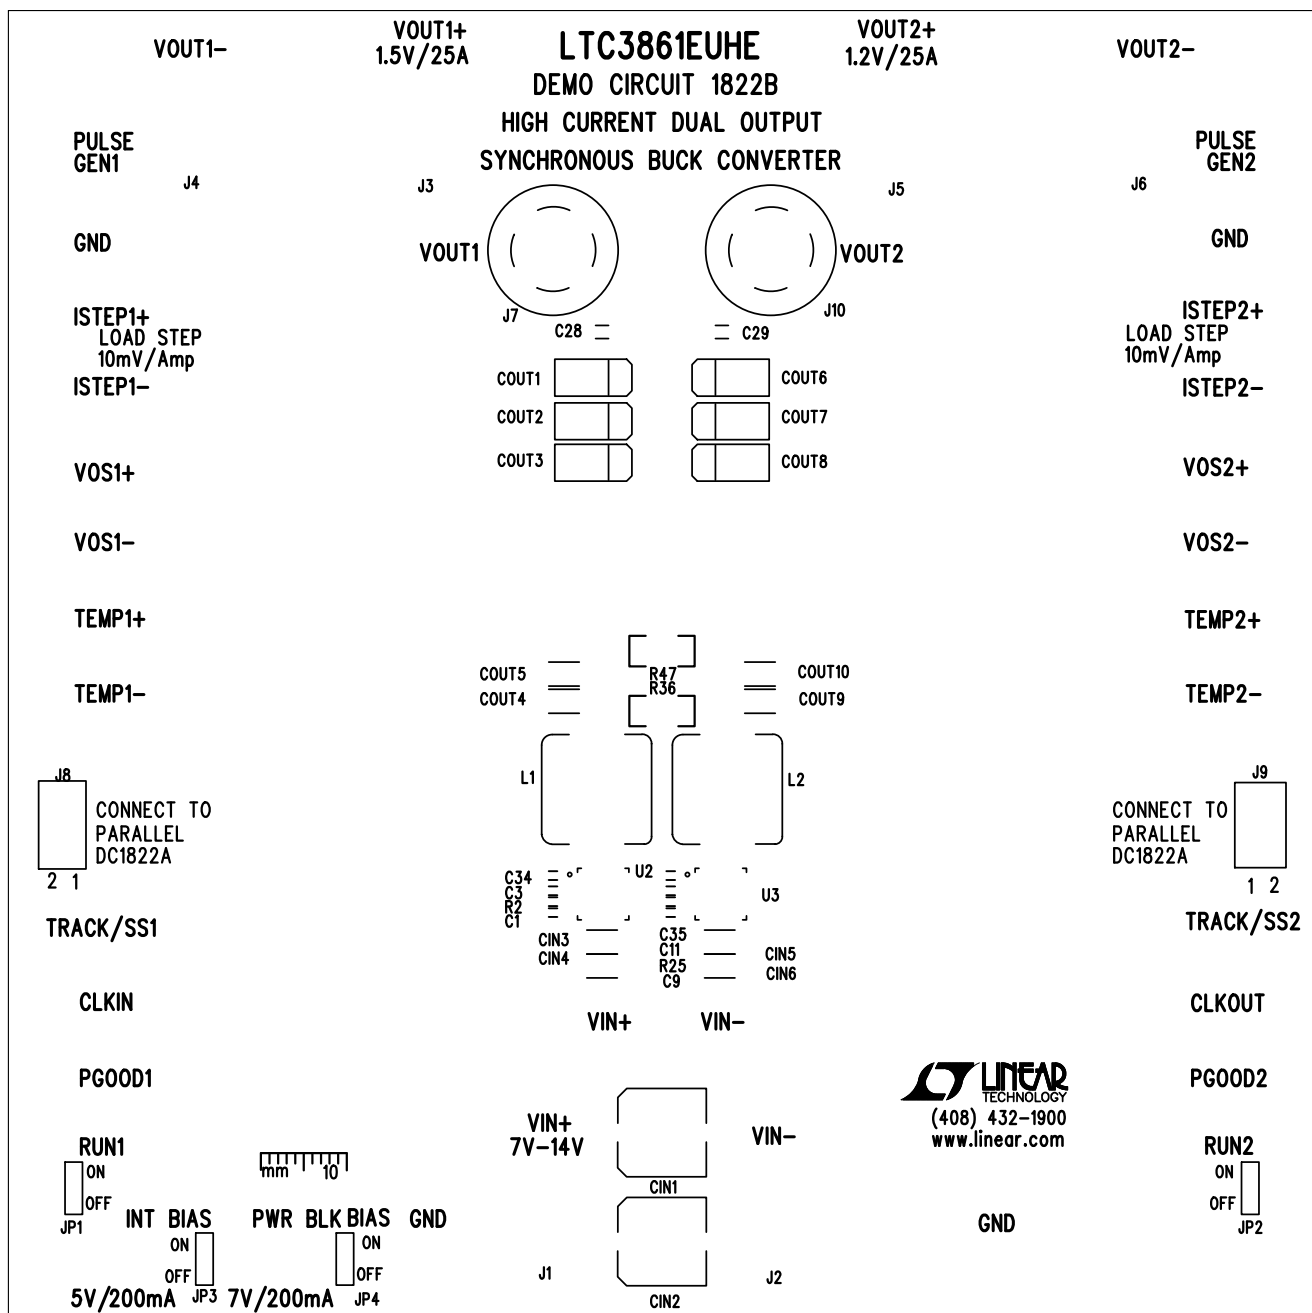 VOUT1-
VOUT1+
1.5V/25A
LTC3861EUHE
VOUT2+
1.2V/25A
VOUT2-
DEMO CIRCUIT 1822B
HIGH CURRENT DUAL OUTPUT
SYNCHRONOUS BUCK CONVERTER
PULSE
GEN1
J4
J3
J5
J6
PULSE
GEN2
GND
VOUT1
VOUT2
GND
J7
J10
ISTEP1+
LOAD STEP
10mV/Amp
ISTEP1-
C28
C29
ISTEP2+
LOAD STEP
10mV/Amp
ISTEP2-
COUT1
COUT6
COUT2
COUT7
COUT3
COUT8
VOS1+
VOS2+
VOS1-
VOS2-
TEMP1+
TEMP2+
COUT5
R47
COUT10
COUT4
R36
COUT9
TEMP1-
TEMP2-
L1
L2
J8
CONNECT TO
PARALLEL
DC1822A
2 1
J9
CONNECT TO
PARALLEL
DC1822A
1 2
C34
C3
R2
C1
U2
U3
TRACK/SS1
TRACK/SS2
CIN3
CIN4
C35
C11
R25
C9
CIN5
CIN6
CLKIN
CLKOUT
VIN+
VIN-
PGOOD1
PGOOD2
LINEAR
TECHNOLOGY
(408) 432-1900
www.linear.com
VIN+
7V-14V
VIN-
RUN1
ON
OFF
JP1
mm 10
CIN1
RUN2
ON
OFF
JP2
INT BIAS
PWR BLK BIAS
GND
GND
ON
OFF
JP3
ON
OFF
JP4
5V/200mA
7V/200mA
J1
J2
CIN2